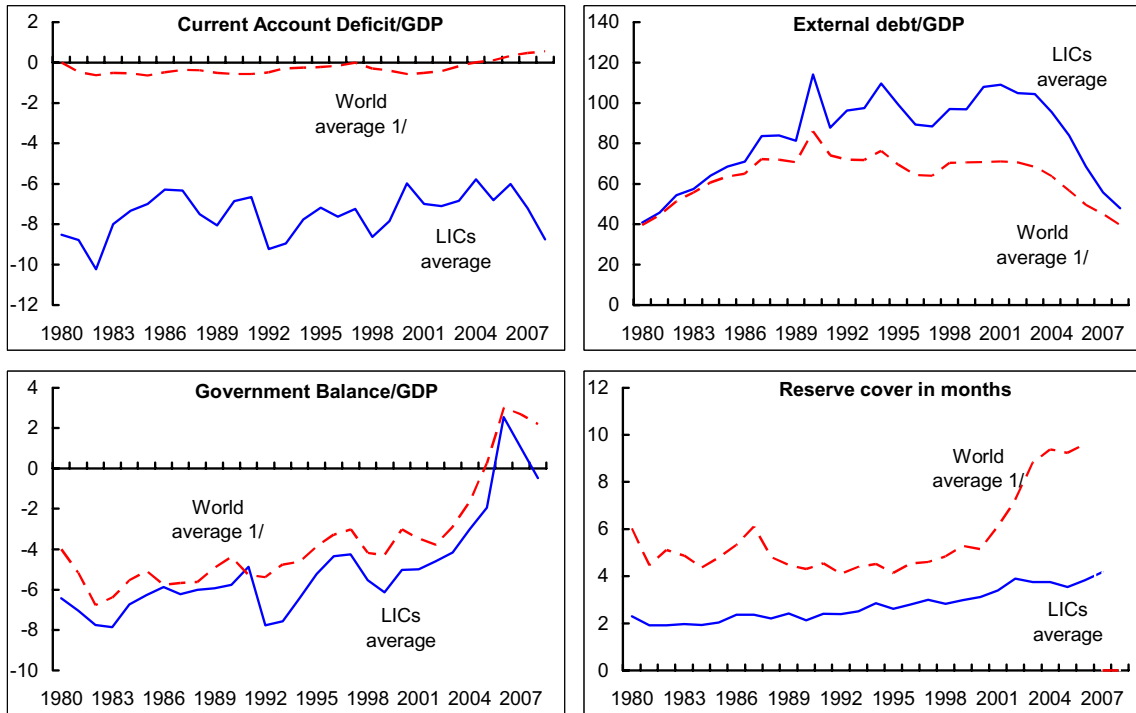 Current Account Deficit/GDP
2
0
-2
-4
-6
-8
-10
-12
World
average 1/
LICs
average
1980 1983 1986 1989 1992 1995 1998 2001 2004 2007
External debt/GDP
140
120
100
80
60
40
20
0
LICs
average
World
average 1/
1980 1983 1986 1989 1992 1995 1998 2001 2004 2007
Government Balance/GDP
4
2
0
-2
-4
-6
-8
-10
World
average 1/
LICs
average
1980 1983 1986 1989 1992 1995 1998 2001 2004 2007
Reserve cover in months
12
10
8
6
4
2
0
World
average 1/
LICs
average
1980 1983 1986 1989 1992 1995 1998 2001 2004 2007